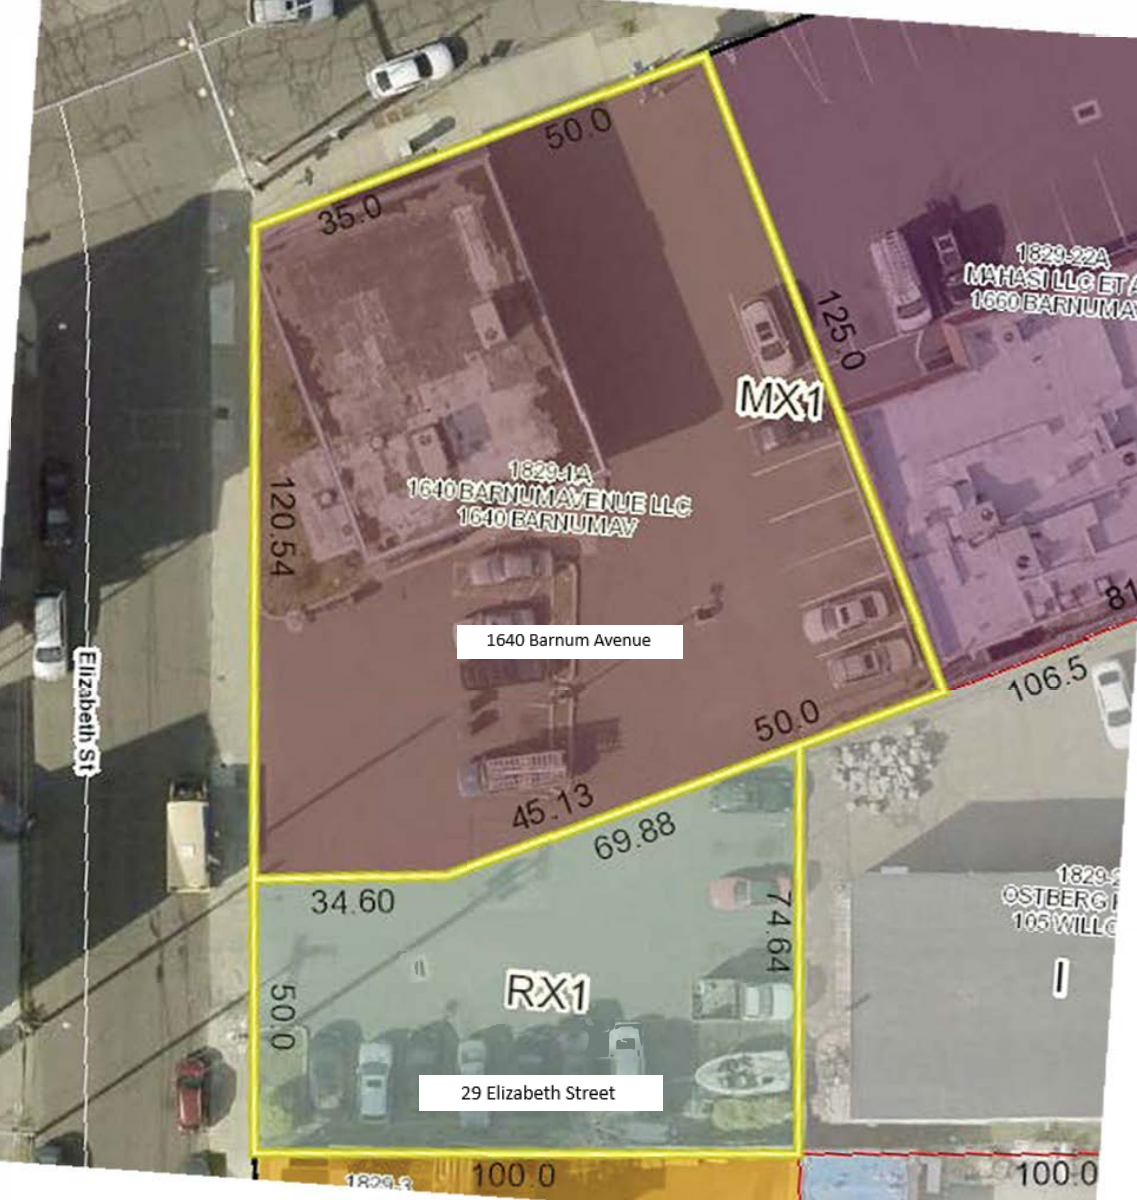 50.0
35.0
125.0
1829-22A
MAHASI LLC ET A
1660 BARNUM AV
MX1
1829-1A
1640 BARNUM AVENUE LLC
1640 BARNUM AV
120.54
1640 Barnum Avenue
Elizabeth St
81
106.5
50.0
45.13
69.88
34.60
74.64
1829-2
OSTBERG
105 WILLO
I
RX1
50.0
29 Elizabeth Street
1829-3
100.0
100.0